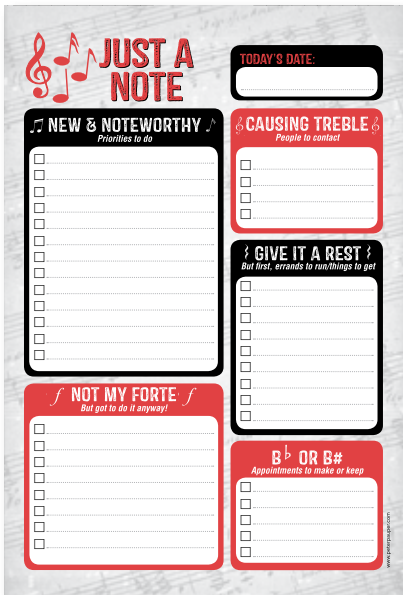 JUST A
NOTE
TODAY'S DATE:
NEW & NOTEWORTHY
Priorities to do
CAUSING TREBLE
People to contact
GIVE IT A REST
But first, errands to run/things to get
NOT MY FORTE
But got to do it anyway!
B♭ OR B#
Appointments to make or keep
www.peterpauper.com